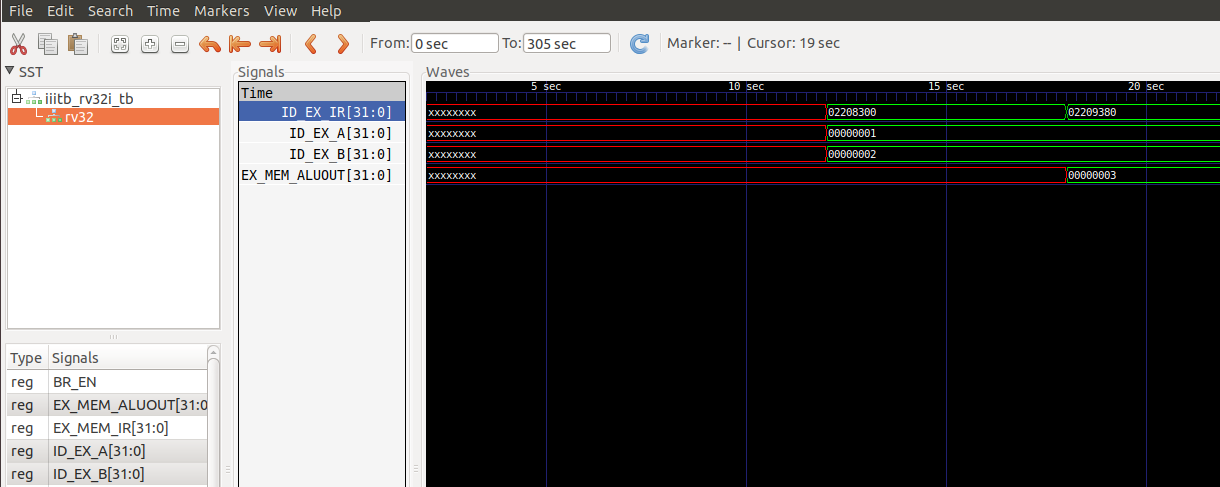 File Edit Search Time Markers View Help
From: 0 sec To: 305 sec Marker: -- | Cursor: 19 sec
SST
iiitb_rv32i_tb
rv32
Signals
Time
ID_EX_IR[31:0]
ID_EX_A[31:0]
ID_EX_B[31:0]
EX_MEM_ALUOUT[31:0]
Waves
5 sec 10 sec 15 sec 20 sec
xxxxxxxx 02208300 02209380
xxxxxxxx 00000001
xxxxxxxx 00000002
xxxxxxxx 00000003
Type Signals
reg BR_EN
reg EX_MEM_ALUOUT[31:0
reg EX_MEM_IR[31:0]
reg ID_EX_A[31:0]
reg ID_EX_B[31:0]